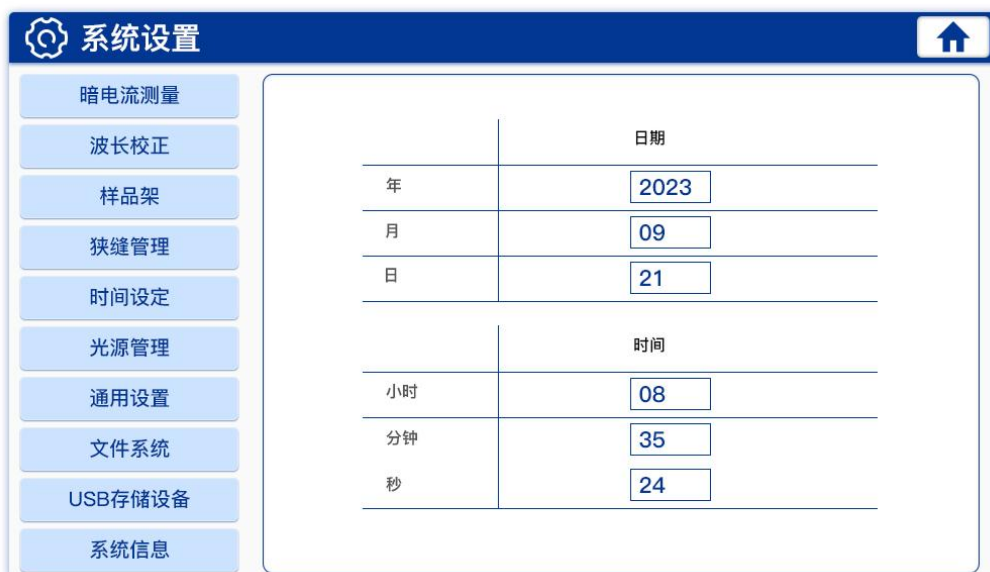 系统设置
暗电流测量
波长校正
样品架
狭缝管理
时间设定
光源管理
通用设置
文件系统
USB存储设备
系统信息
日期
年 2023
月 09
日 21
时间
小时 08
分钟 35
秒 24